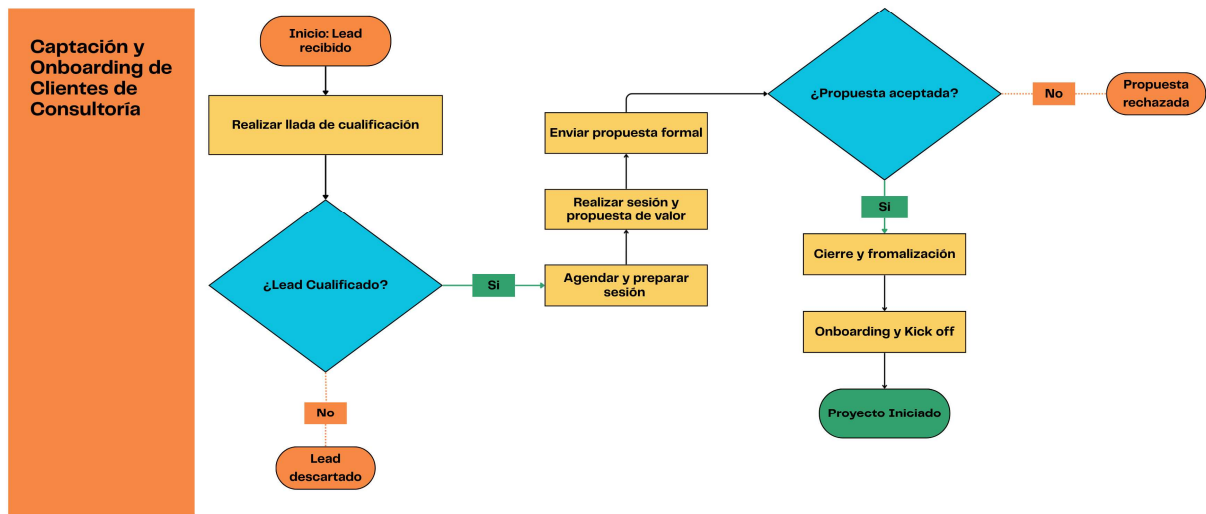 Captación y
Onboarding de
Clientes de
Consultoría
Inicio: Lead
recibido
Realizar llada de cualificación
¿Lead Cualificado?
No
Lead
descartado
Si
Agendar y preparar
sesión
Realizar sesión y
propuesta de valor
Enviar propuesta formal
¿Propuesta aceptada?
No
Propuesta
rechazada
Si
Cierre y fromalización
Onboarding y Kick off
Proyecto Iniciado